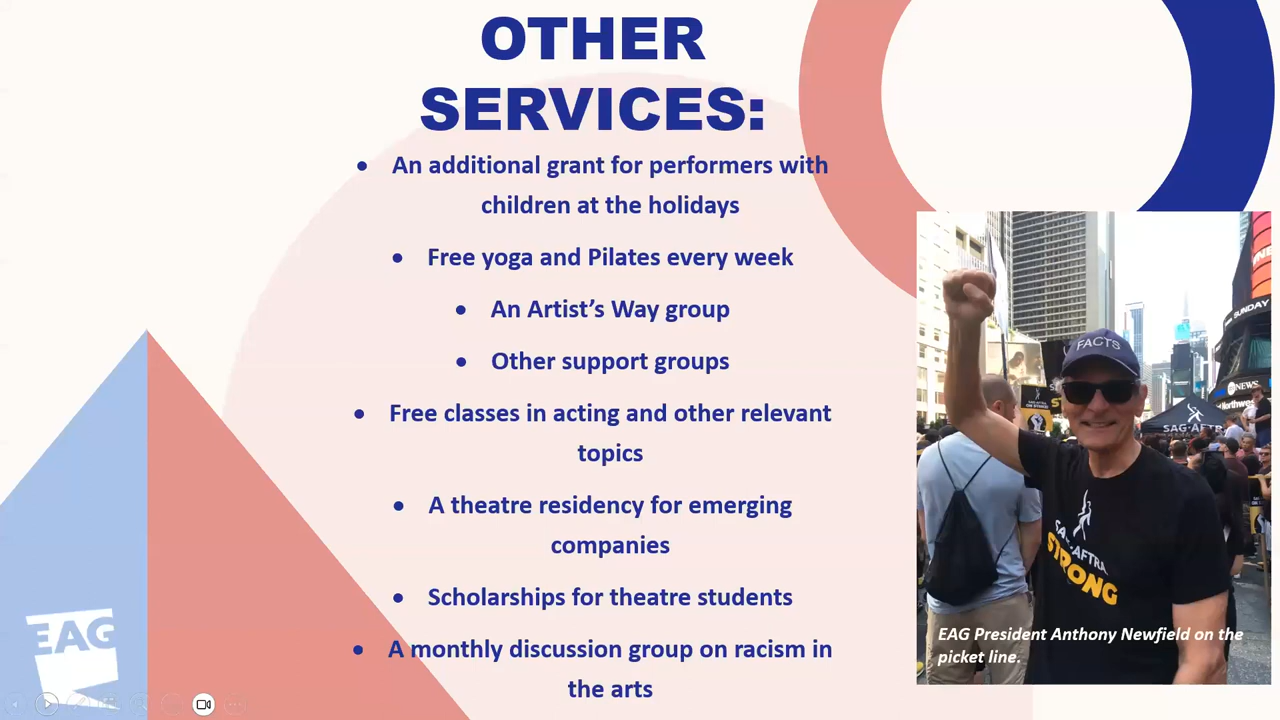 OTHER
SERVICES:
• An additional grant for performers with
children at the holidays
• Free yoga and Pilates every week
• An Artist’s Way group
• Other support groups
• Free classes in acting and other relevant
topics
• A theatre residency for emerging
companies
• Scholarships for theatre students
• A monthly discussion group on racism in
the arts
EAG
FACTS
SUNDAY
NEWS
SAG-AFTRA
SAG-AFTRA
STRONG
EAG President Anthony Newfield on the
picket line.